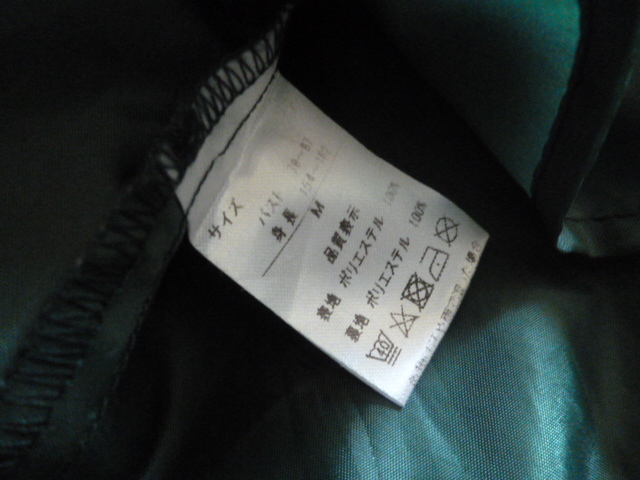 サイズ
バスト
身長
M
品質表示
表地 ポリエステル 100%
裏地 ポリエステル 100%